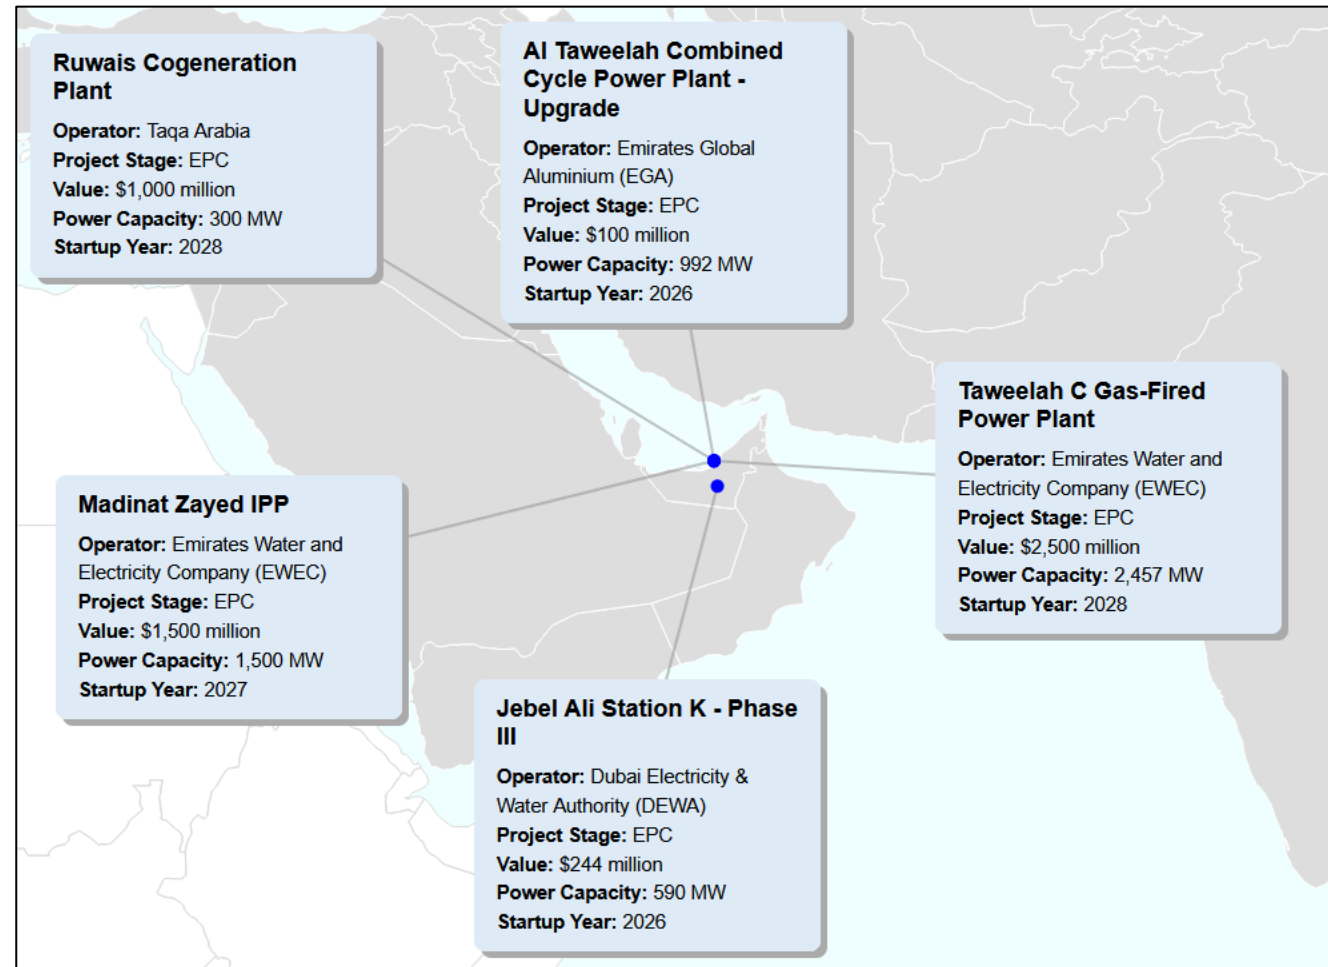 Ruwais Cogeneration
Plant
Operator: Taqa Arabia
Project Stage: EPC
Value: $1,000 million
Power Capacity: 300 MW
Startup Year: 2028
Al Taweelah Combined
Cycle Power Plant -
Upgrade
Operator: Emirates Global
Aluminium (EGA)
Project Stage: EPC
Value: $100 million
Power Capacity: 992 MW
Startup Year: 2026
Taweelah C Gas-Fired
Power Plant
Operator: Emirates Water and
Electricity Company (EWEC)
Project Stage: EPC
Value: $2,500 million
Power Capacity: 2,457 MW
Startup Year: 2028
Madinat Zayed IPP
Operator: Emirates Water and
Electricity Company (EWEC)
Project Stage: EPC
Value: $1,500 million
Power Capacity: 1,500 MW
Startup Year: 2027
Jebel Ali Station K - Phase
III
Operator: Dubai Electricity &
Water Authority (DEWA)
Project Stage: EPC
Value: $244 million
Power Capacity: 590 MW
Startup Year: 2026